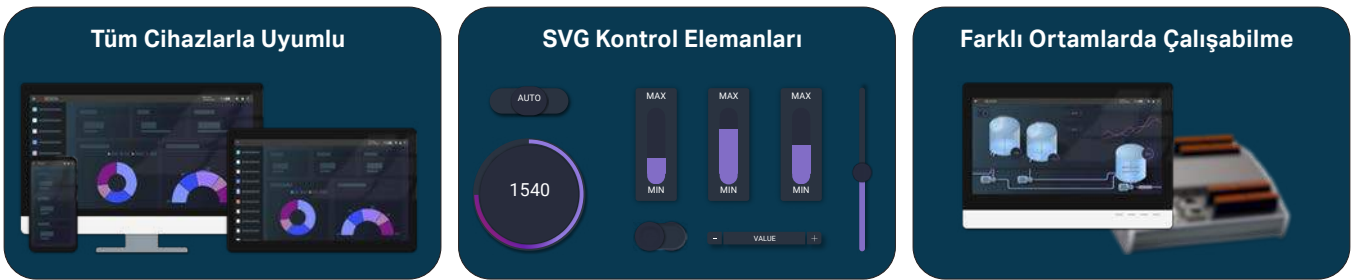 Tüm Cihazlarla Uyumlu
SVG Kontrol Elemanları
AUTO
1540
MAX
MIN
MAX
MIN
MAX
MIN
- VALUE +
Farklı Ortamlarda Çalışabilme